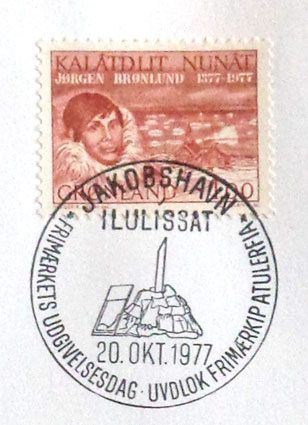 KALÂTDLIT NUNÂT
JØRGEN BRØNLUND 1877-1977
GRØNLAND
JAKOBSHAVN
ILULISSAT
FRIMÆRKETS UDGIVELSESDAG · UVDLOK FRIMÆRKIP ATULERFIA
20. OKT. 1977